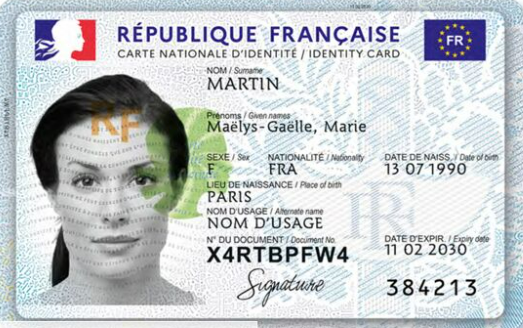 RÉPUBLIQUE FRANÇAISE
FR
CARTE NATIONALE D'IDENTITÉ / IDENTITY CARD
NOM / Surname
MARTIN
Prénoms / Given names
Maëlys-Gaëlle, Marie
SEXE / Sex NATIONALITÉ / Nationality DATE DE NAISS. / Date of birth
F FRA 13 07 1990
LIEU DE NAISSANCE / Place of birth
PARIS
NOM D'USAGE / Alternate name
NOM D'USAGE
N° DU DOCUMENT / Document No. DATE D'EXPIR. / Expiry date
X4RTBPFW4 11 02 2030
Signature 384213
RF